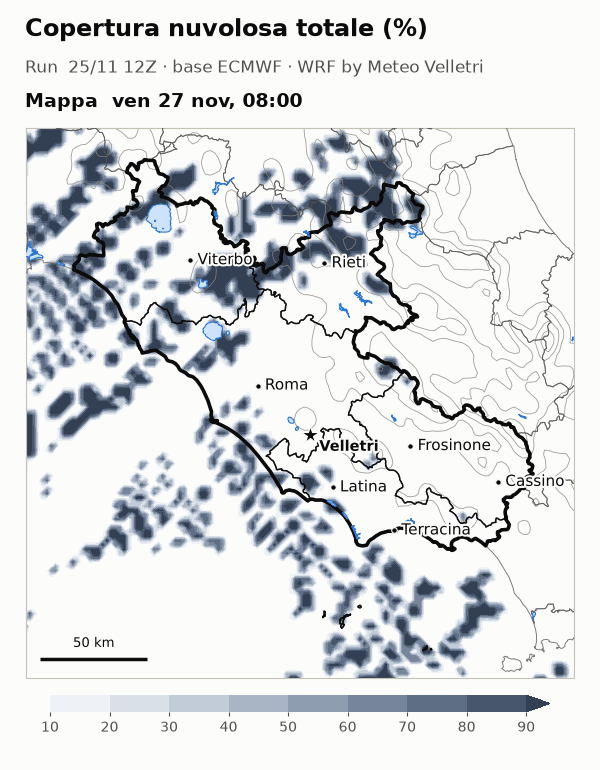 Copertura nuvolosa totale (%)
Run  25/11 12Z · base ECMWF · WRF by Meteo Velletri
Mappa  ven 27 nov, 08:00
Viterbo
Rieti
Roma
Velletri
Frosinone
Latina
Cassino
Terracina
50 km
10 20 30 40 50 60 70 80 90